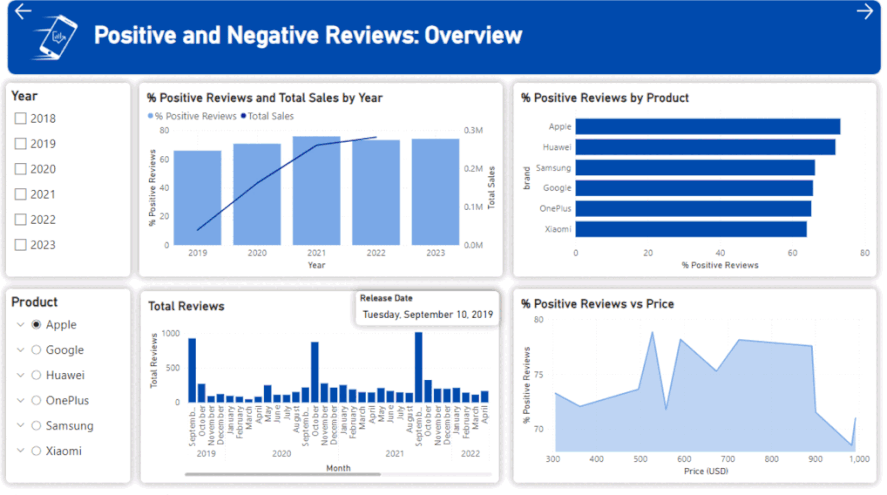 Positive and Negative Reviews: Overview
Year
2018
2019
2020
2021
2022
2023
% Positive Reviews and Total Sales by Year
% Positive Reviews
Total Sales
80
60
40
20
0
% Positive Reviews
0.3M
0.2M
0.1M
0.0M
Total Sales
2019
2020
2021
2022
2023
Year
% Positive Reviews by Product
brand
Apple
Huawei
Samsung
Google
OnePlus
Xiaomi
0
20
40
60
80
% Positive Reviews
Product
Apple
Google
Huawei
OnePlus
Samsung
Xiaomi
Total Reviews
Release Date
Tuesday, September 10, 2019
Total Reviews
1000
500
0
Septemb...
October
November
December
January
February
March
April
May
June
July
August
Septemb...
October
November
December
January
February
March
April
May
June
July
August
Septemb...
October
November
December
January
February
March
April
2019
2020
2021
2022
Month
% Positive Reviews vs Price
% Positive Reviews
80
75
70
300
400
500
600
700
800
900
1,000
Price (USD)